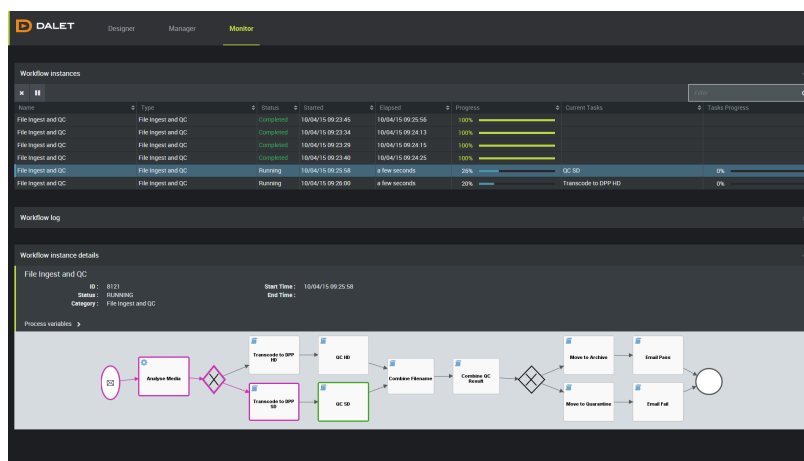 DALET Designer Manager Monitor
Workflow instances
Filter
Name Type Status Started Elapsed Progress Current Tasks Tasks Progress
File Ingest and QC File Ingest and QC Completed 10/04/15 09:23:45 10/04/15 09:25:56 100%
File Ingest and QC File Ingest and QC Completed 10/04/15 09:23:34 10/04/15 09:24:13 100%
File Ingest and QC File Ingest and QC Completed 10/04/15 09:23:29 10/04/15 09:24:15 100%
File Ingest and QC File Ingest and QC Completed 10/04/15 09:23:40 10/04/15 09:24:25 100%
File Ingest and QC File Ingest and QC Running 10/04/15 09:25:58 a few seconds 26% QC SD 0%
File Ingest and QC File Ingest and QC Running 10/04/15 09:26:00 a few seconds 20% Transcode to DPP HD 0%
Workflow log
Workflow instance details
File Ingest and QC
ID : 8121 Start Time : 10/04/15 09:25:58
Status : RUNNING End Time :
Category : File Ingest and QC
Process variables
Transcode to DPP
HD
QC HD
Move to Archive
Email Pass
Analyse Media
Combine Filename
Combine QC
Result
Transcode to DPP
SD
QC SD
Move to Quarantine
Email Fail